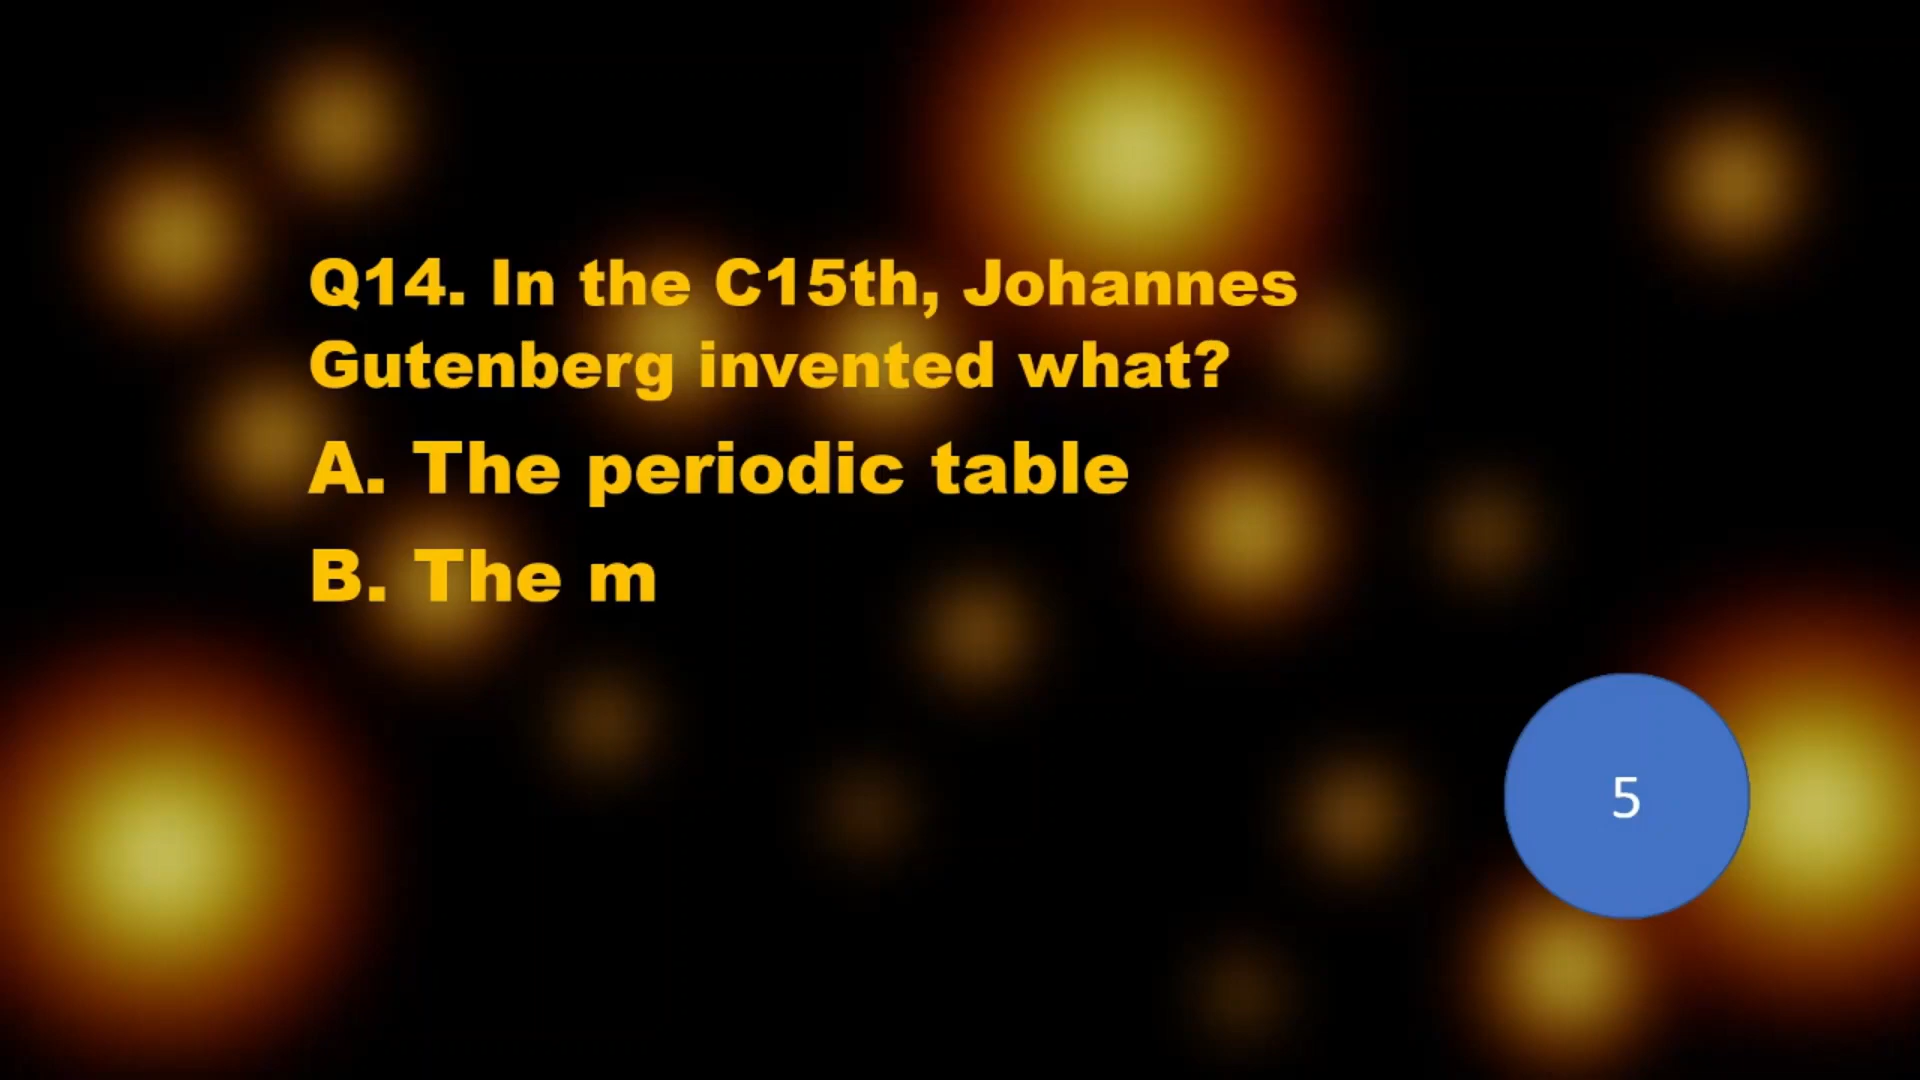 Q14. In the C15th, Johannes
Gutenberg invented what?
A. The periodic table
B. The m
5